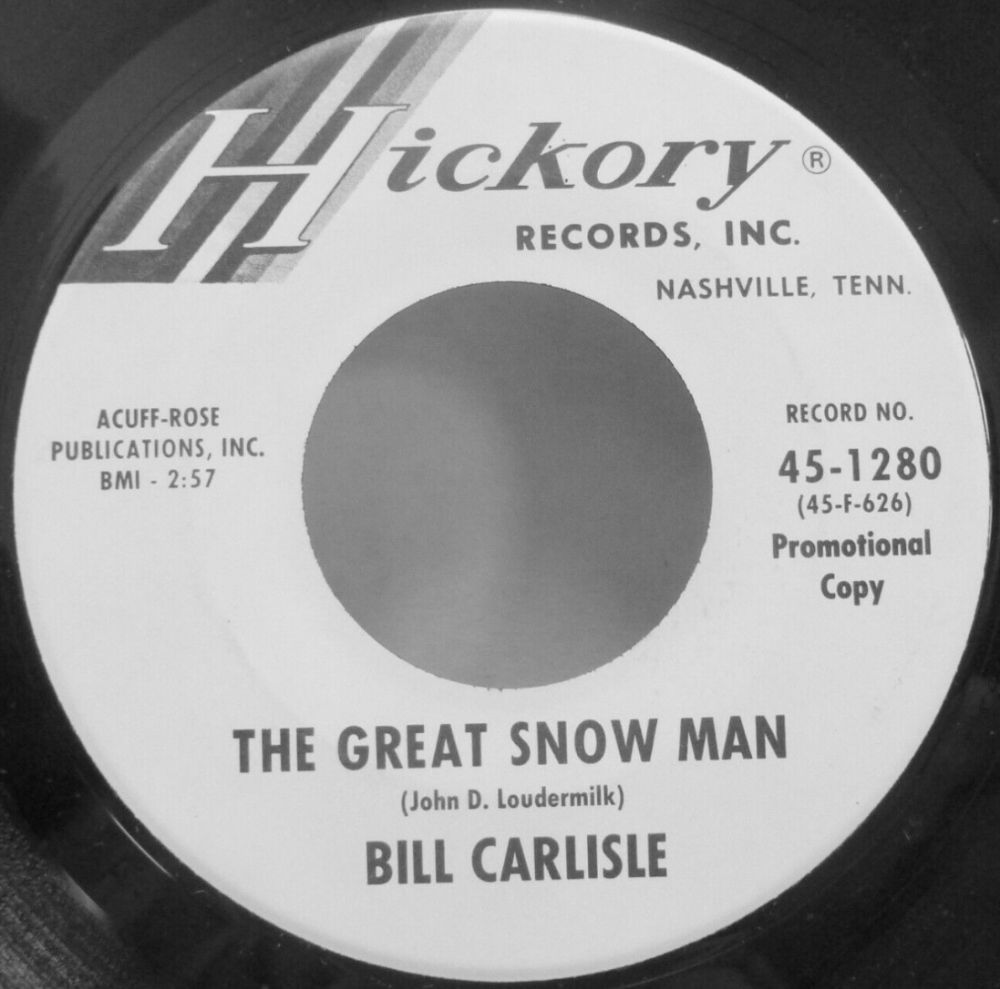 Hickory ®
RECORDS, INC.
NASHVILLE, TENN.
ACUFF-ROSE
PUBLICATIONS, INC.
BMI - 2:57
RECORD NO.
45-1280
(45-F-626)
Promotional
Copy
THE GREAT SNOW MAN
(John D. Loudermilk)
BILL CARLISLE